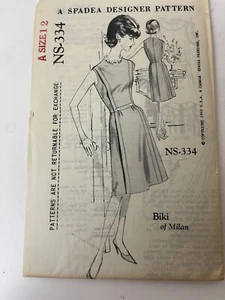 A SPADEA DESIGNER PATTERN
A SIZE 12
NS-334
PATTERNS ARE NOT RETURNABLE FOR EXCHANGE
NS-334
Biki
of Milan